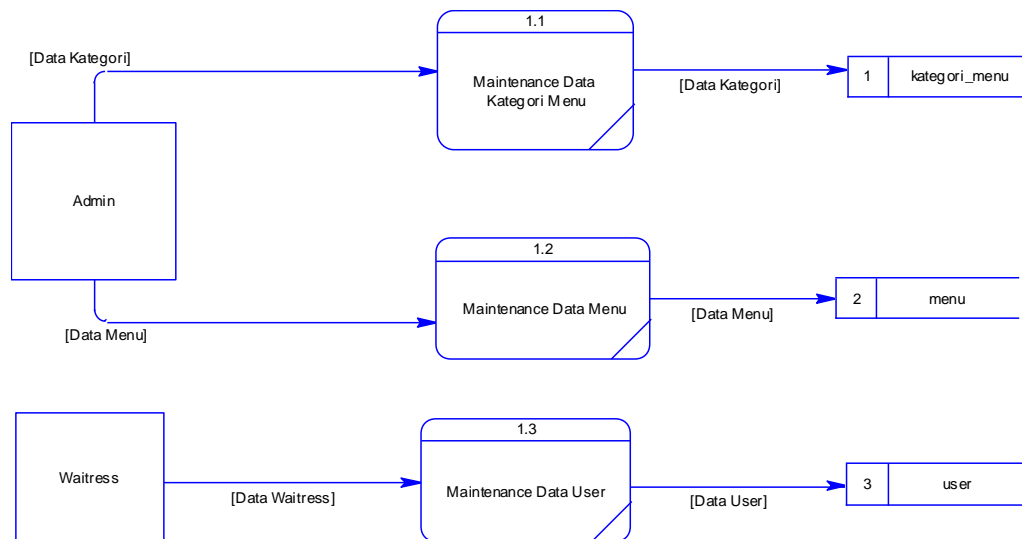 1.1
[Data Kategori]
Maintenance Data
Kategori Menu
[Data Kategori]
1 kategori_menu
Admin
1.2
Maintenance Data Menu
[Data Menu]
[Data Menu]
2 menu
Waitress
[Data Waitress]
1.3
Maintenance Data User
[Data User]
3 user